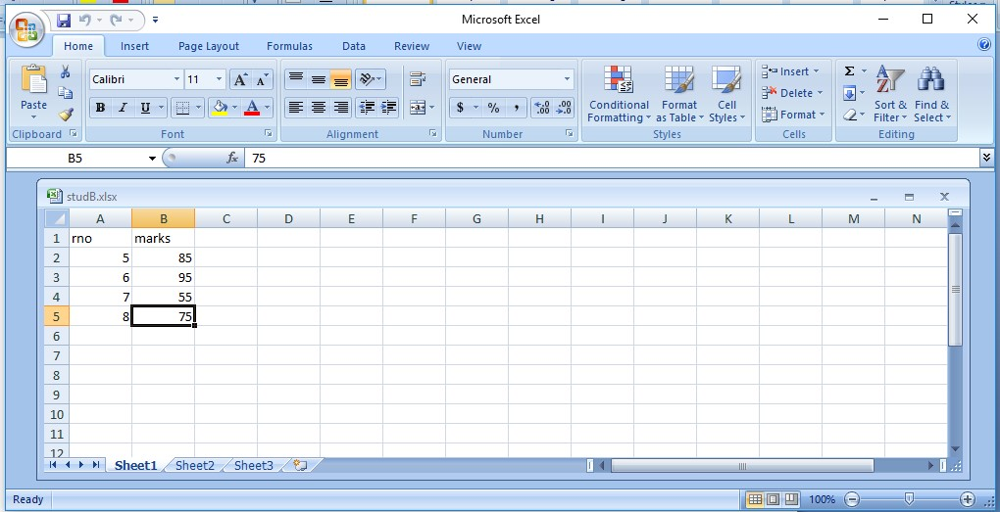 Microsoft Excel
Home Insert Page Layout Formulas Data Review View
Paste Calibri 11 General Conditional Formatting Format as Table Cell Styles Insert Delete Format Sort & Filter Find & Select
B I U $ % , .00 .00
Clipboard Font Alignment Number Styles Cells Editing
B5 fx 75
studB.xlsx
A B C D E F G H I J K L M N
1 rno marks
2 5 85
3 6 95
4 7 55
5 8 75
6
7
8
9
10
11
12
Sheet1 Sheet2 Sheet3
Ready 100%